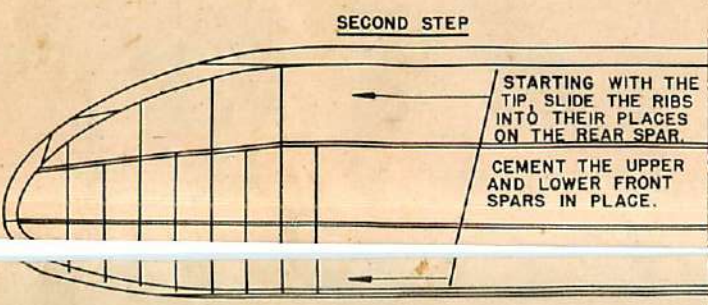 SECOND STEP
STARTING WITH THE
TIP, SLIDE THE RIBS
INTO THEIR PLACES
ON THE REAR SPAR.
CEMENT THE UPPER
AND LOWER FRONT
SPARS IN PLACE.